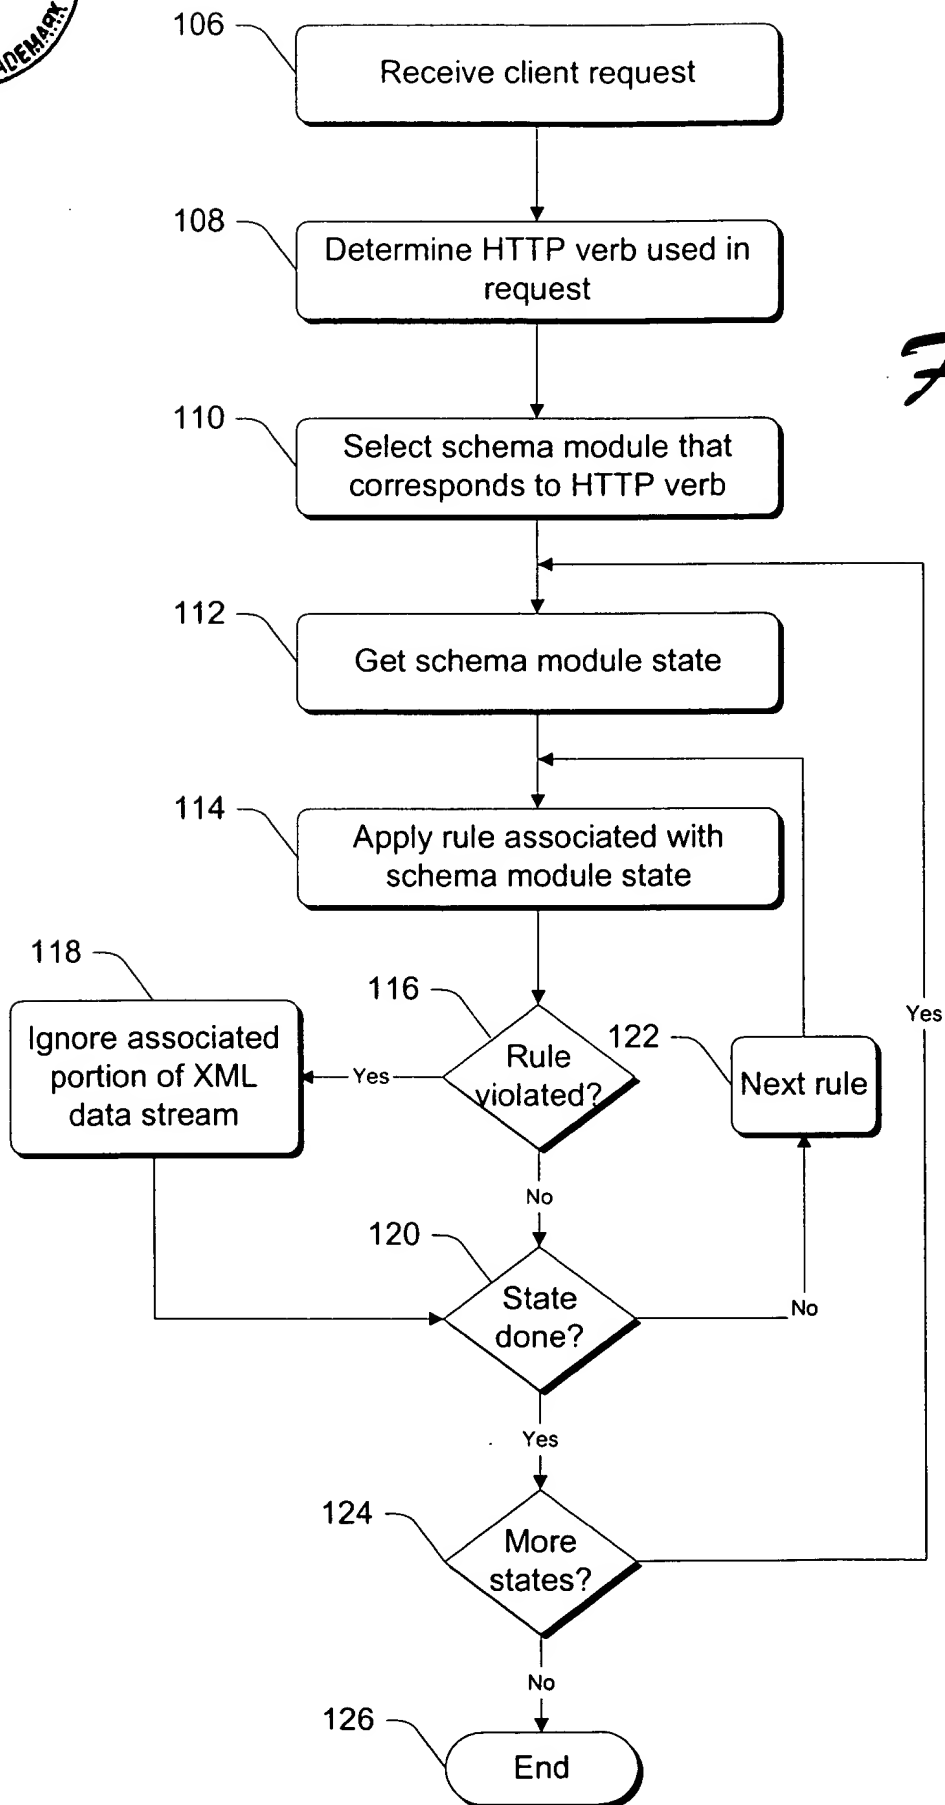 ADEMARK
106
Receive client request
108
Determine HTTP verb used in
request
110
Select schema module that
corresponds to HTTP verb
112
Get schema module state
114
Apply rule associated with
schema module state
118
116
Ignore associated
portion of XML
data stream
Yes
Rule
violated?
122
Next rule
Yes
No
120
State
done?
No
Yes
124
More
states?
No
126
End